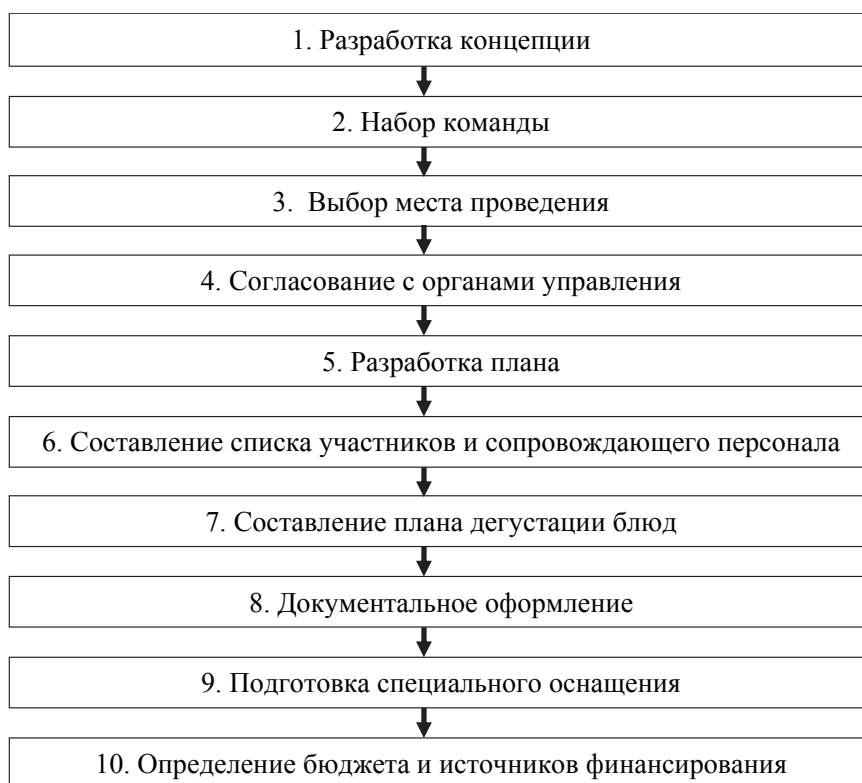 1. Разработка концепции
2. Набор команды
3. Выбор места проведения
4. Согласование с органами управления
5. Разработка плана
6. Составление списка участников и сопровождающего персонала
7. Составление плана дегустации блюд
8. Документальное оформление
9. Подготовка специального оснащения
10. Определение бюджета и источников финансирования